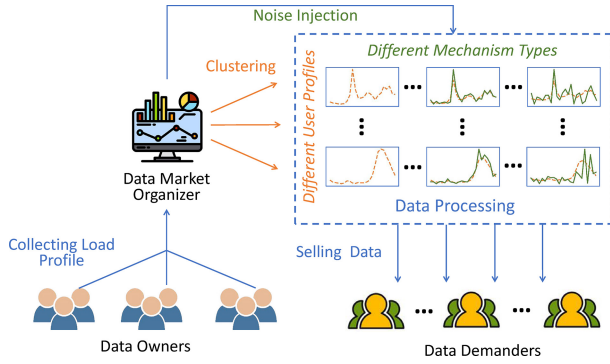 Noise Injection
Different Mechanism Types
Clustering
Different User Profiles
Data Market
Organizer
Data Processing
Collecting Load
Profile
Selling Data
Data Owners
Data Demanders